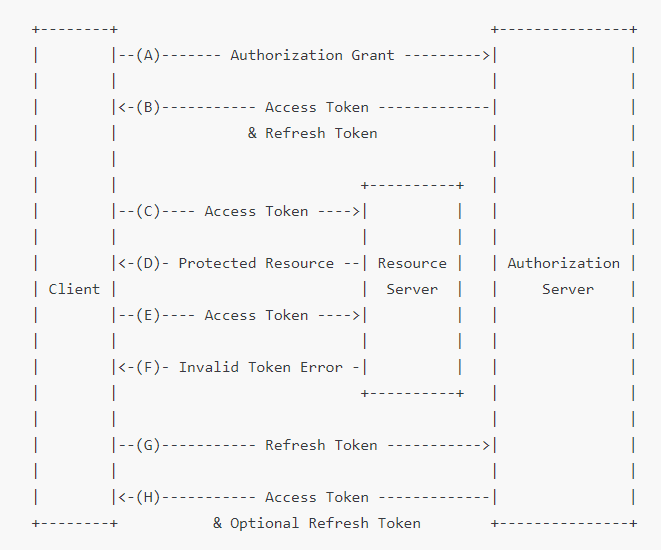 +--------+                                           +---------------+
|        |--(A)------- Authorization Grant --------->|               |
|        |                                           |               |
|        |<-(B)----------- Access Token -------------|               |
|        |               & Refresh Token             |               |
|        |                                           |               |
|        |                            +----------+   |               |
|        |--(C)---- Access Token ---->|          |   |               |
|        |                            |          |   |               |
|        |<-(D)- Protected Resource --| Resource |   | Authorization |
| Client |                            |  Server  |   |     Server    |
|        |--(E)---- Access Token ---->|          |   |               |
|        |                            |          |   |               |
|        |<-(F)- Invalid Token Error -|          |   |               |
|        |                            +----------+   |               |
|        |                                           |               |
|        |--(G)----------- Refresh Token ----------->|               |
|        |                                           |               |
|        |<-(H)----------- Access Token -------------|               |
+--------+           & Optional Refresh Token        +---------------+